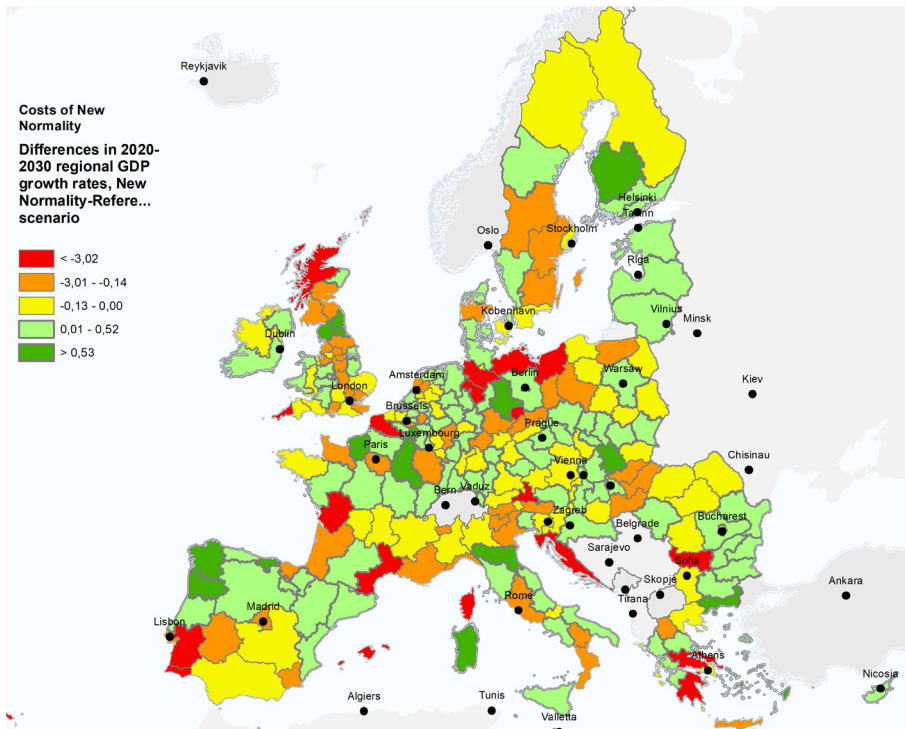 Reykjavik
Costs of New
Normality
Differences in 2020-
2030 regional GDP
growth rates, New
Normality-Refere...
scenario
< -3,02
-3,01 - -0,14
-0,13 - 0,00
0,01 - 0,52
> 0,53
Helsinki
Tallinn
Oslo
Stockholm
Rīga
Vilnius
Minsk
Kobenhavn
Dublin
Amsterdam
Berlin
Warsaw
London
Brussels
Kiev
Luxembourg
Prague
Paris
Vienna
Chisinau
Bern
Vaduz
Zagreb
Belgrade
Bucharest
Sarajevo
Sofia
Skopje
Ankara
Madrid
Rome
Tirana
Lisbon
Athens
Nicosia
Algiers
Tunis
Valletta